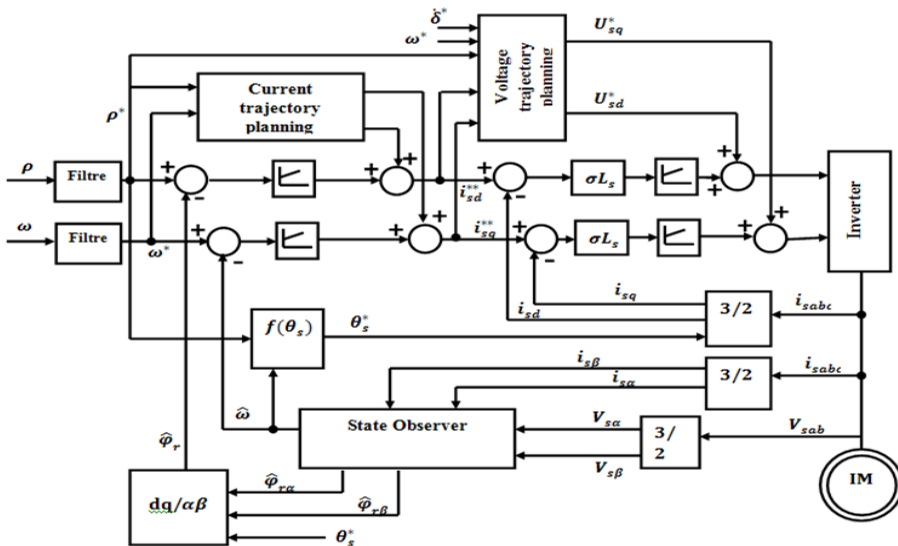 δ̇*
ω*
U*sq
Voltage trajectory planning
U*sd
Current
trajectory
planning
ρ*
ρ
Filtre
+
-
+
+
i**sd
+
-
σLs
+
+
ω
Filtre
ω*
+
-
+
+
i**sq
+
-
σLs
+
+
Inverter
isq
isd
3/2
isabc
f(θs)
θ*s
isβ
isα
3/2
isabc
ω̂
φ̂r
State Observer
Vsα
Vsβ
3/
2
Vsab
IM
dq/αβ
φ̂rα
φ̂rβ
θ*s